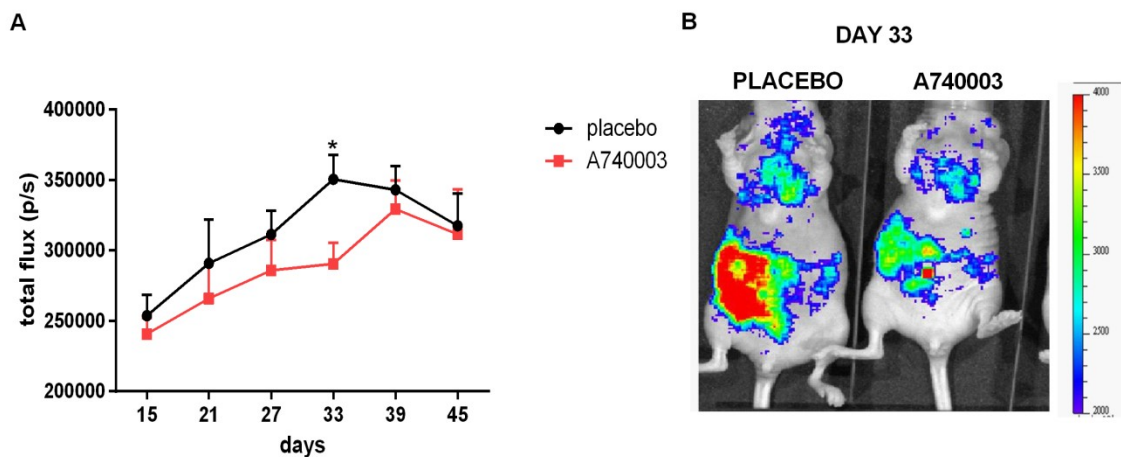 A
400000
350000
300000
250000
200000
total flux (p/s)
*
15 21 27 33 39 45
days
placebo
A740003
B
DAY 33
PLACEBO A740003
4000
3500
3000
2500
2000